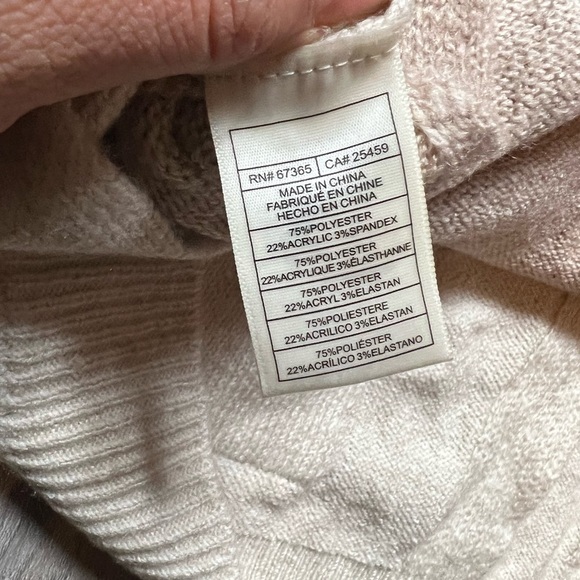 RN# 67365 CA# 25459
MADE IN CHINA
FABRIQUÉ EN CHINE
HECHO EN CHINA
75%POLYESTER
22%ACRYLIC 3%SPANDEX
75%POLYESTER
22%ACRYLIQUE 3%ÉLASTHANNE
75%POLYESTER
22%ACRYL 3%ELASTAN
75%POLIESTERE
22%ACRILICO 3%ELASTAN
75%POLIÉSTER
22%ACRÍLICO 3%ELASTANO